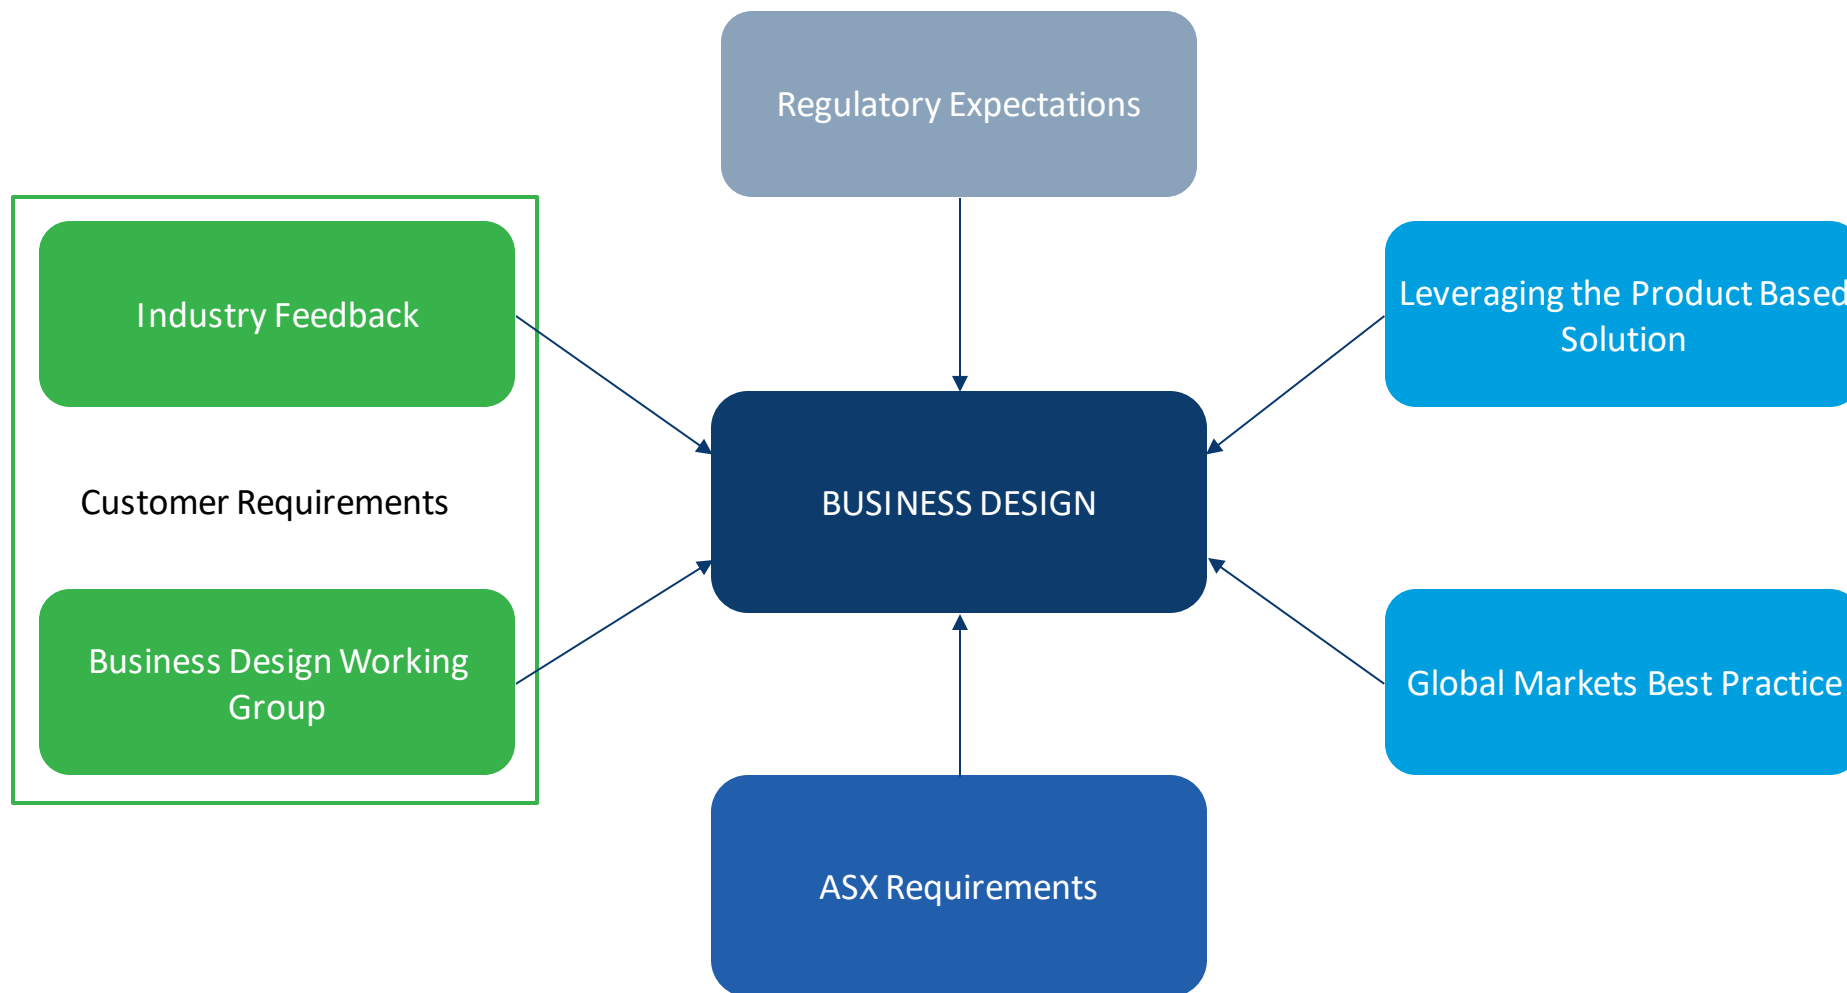 Regulatory Expectations
Industry Feedback
Customer Requirements
Business Design Working
Group
BUSINESS DESIGN
Leveraging the Product Based
Solution
Global Markets Best Practice
ASX Requirements